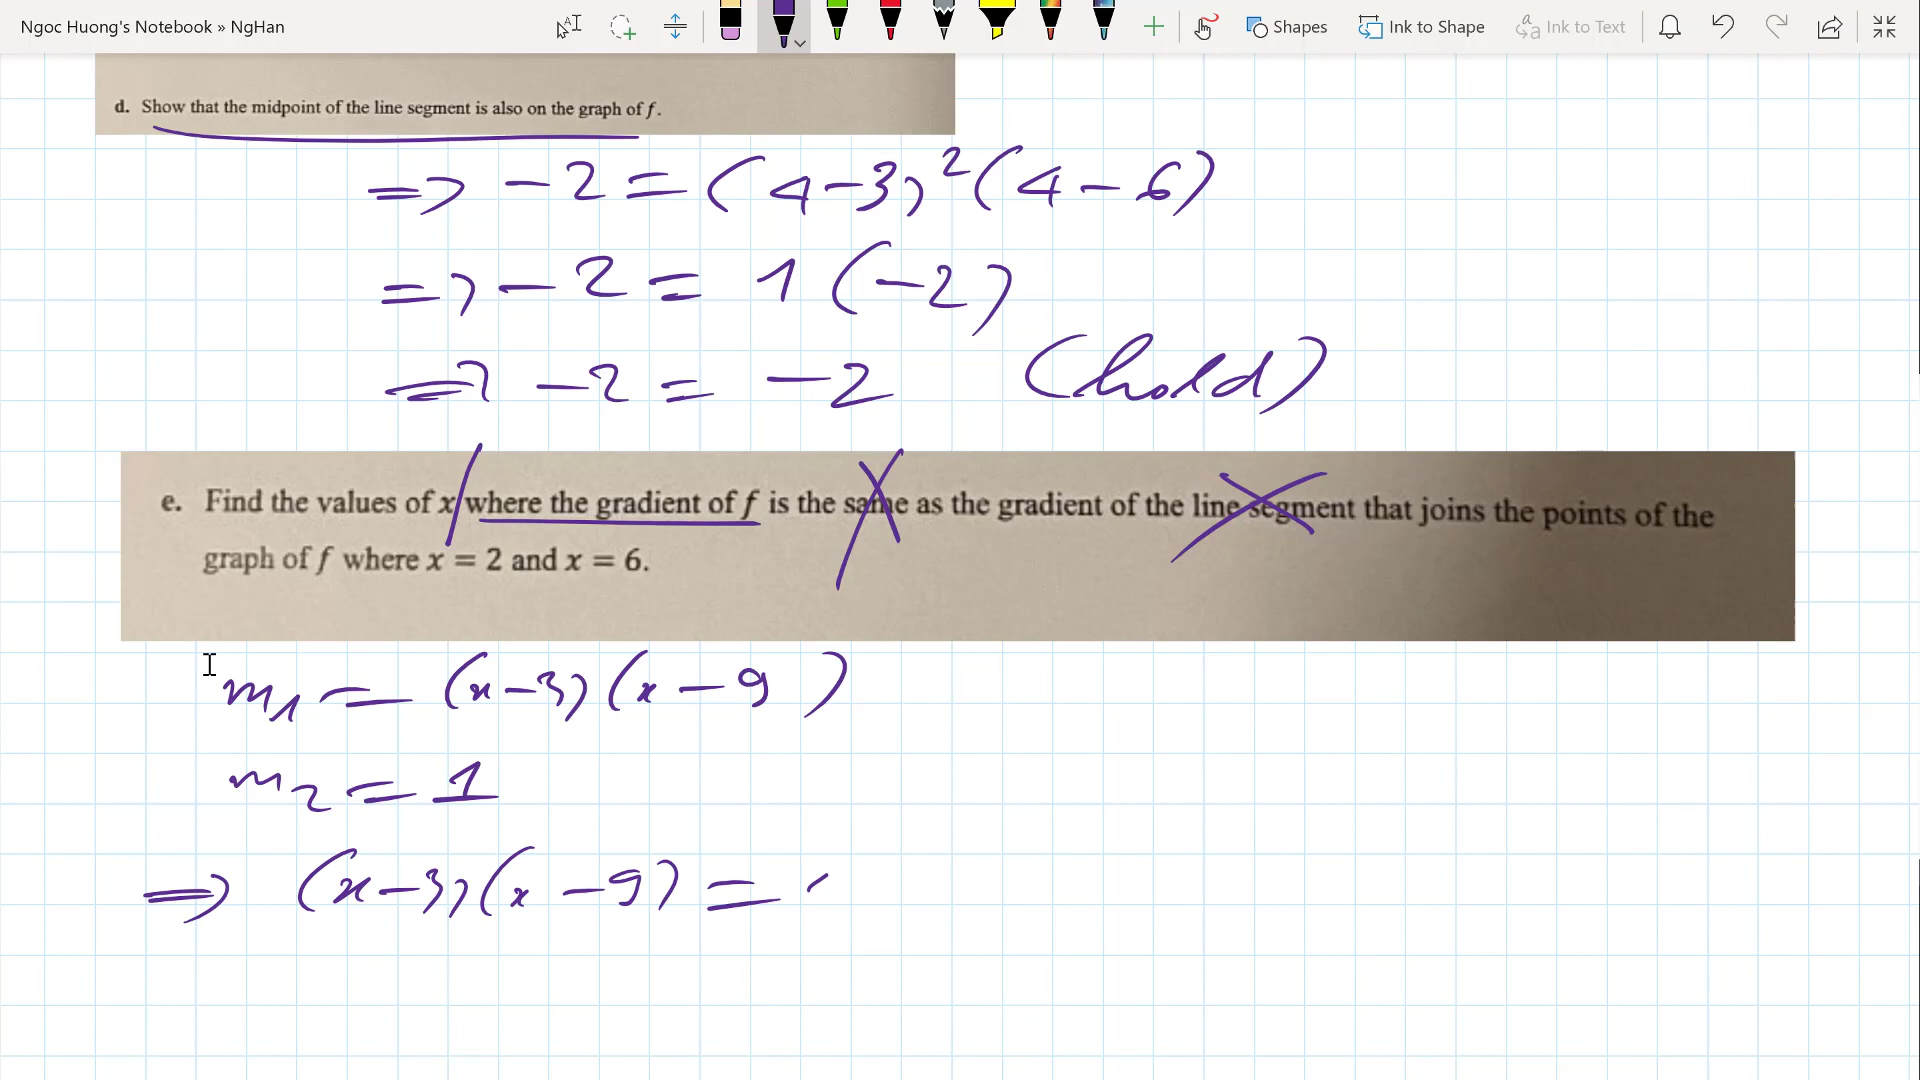 Ngoc Huong's Notebook » NgHan
Shapes
Ink to Shape
Ink to Text
d. Show that the midpoint of the line segment is also on the graph of f.
=> -2 = (4-3)²(4-6)
=> -2 = 1(-2)
=> -2 = -2 (hold)
e. Find the values of x where the gradient of f is the same as the gradient of the line segment that joins the points of the
graph of f where x = 2 and x = 6.
m₁ = (x-3)(x-9)
m₂ = 1
=> (x-3)(x-9) =